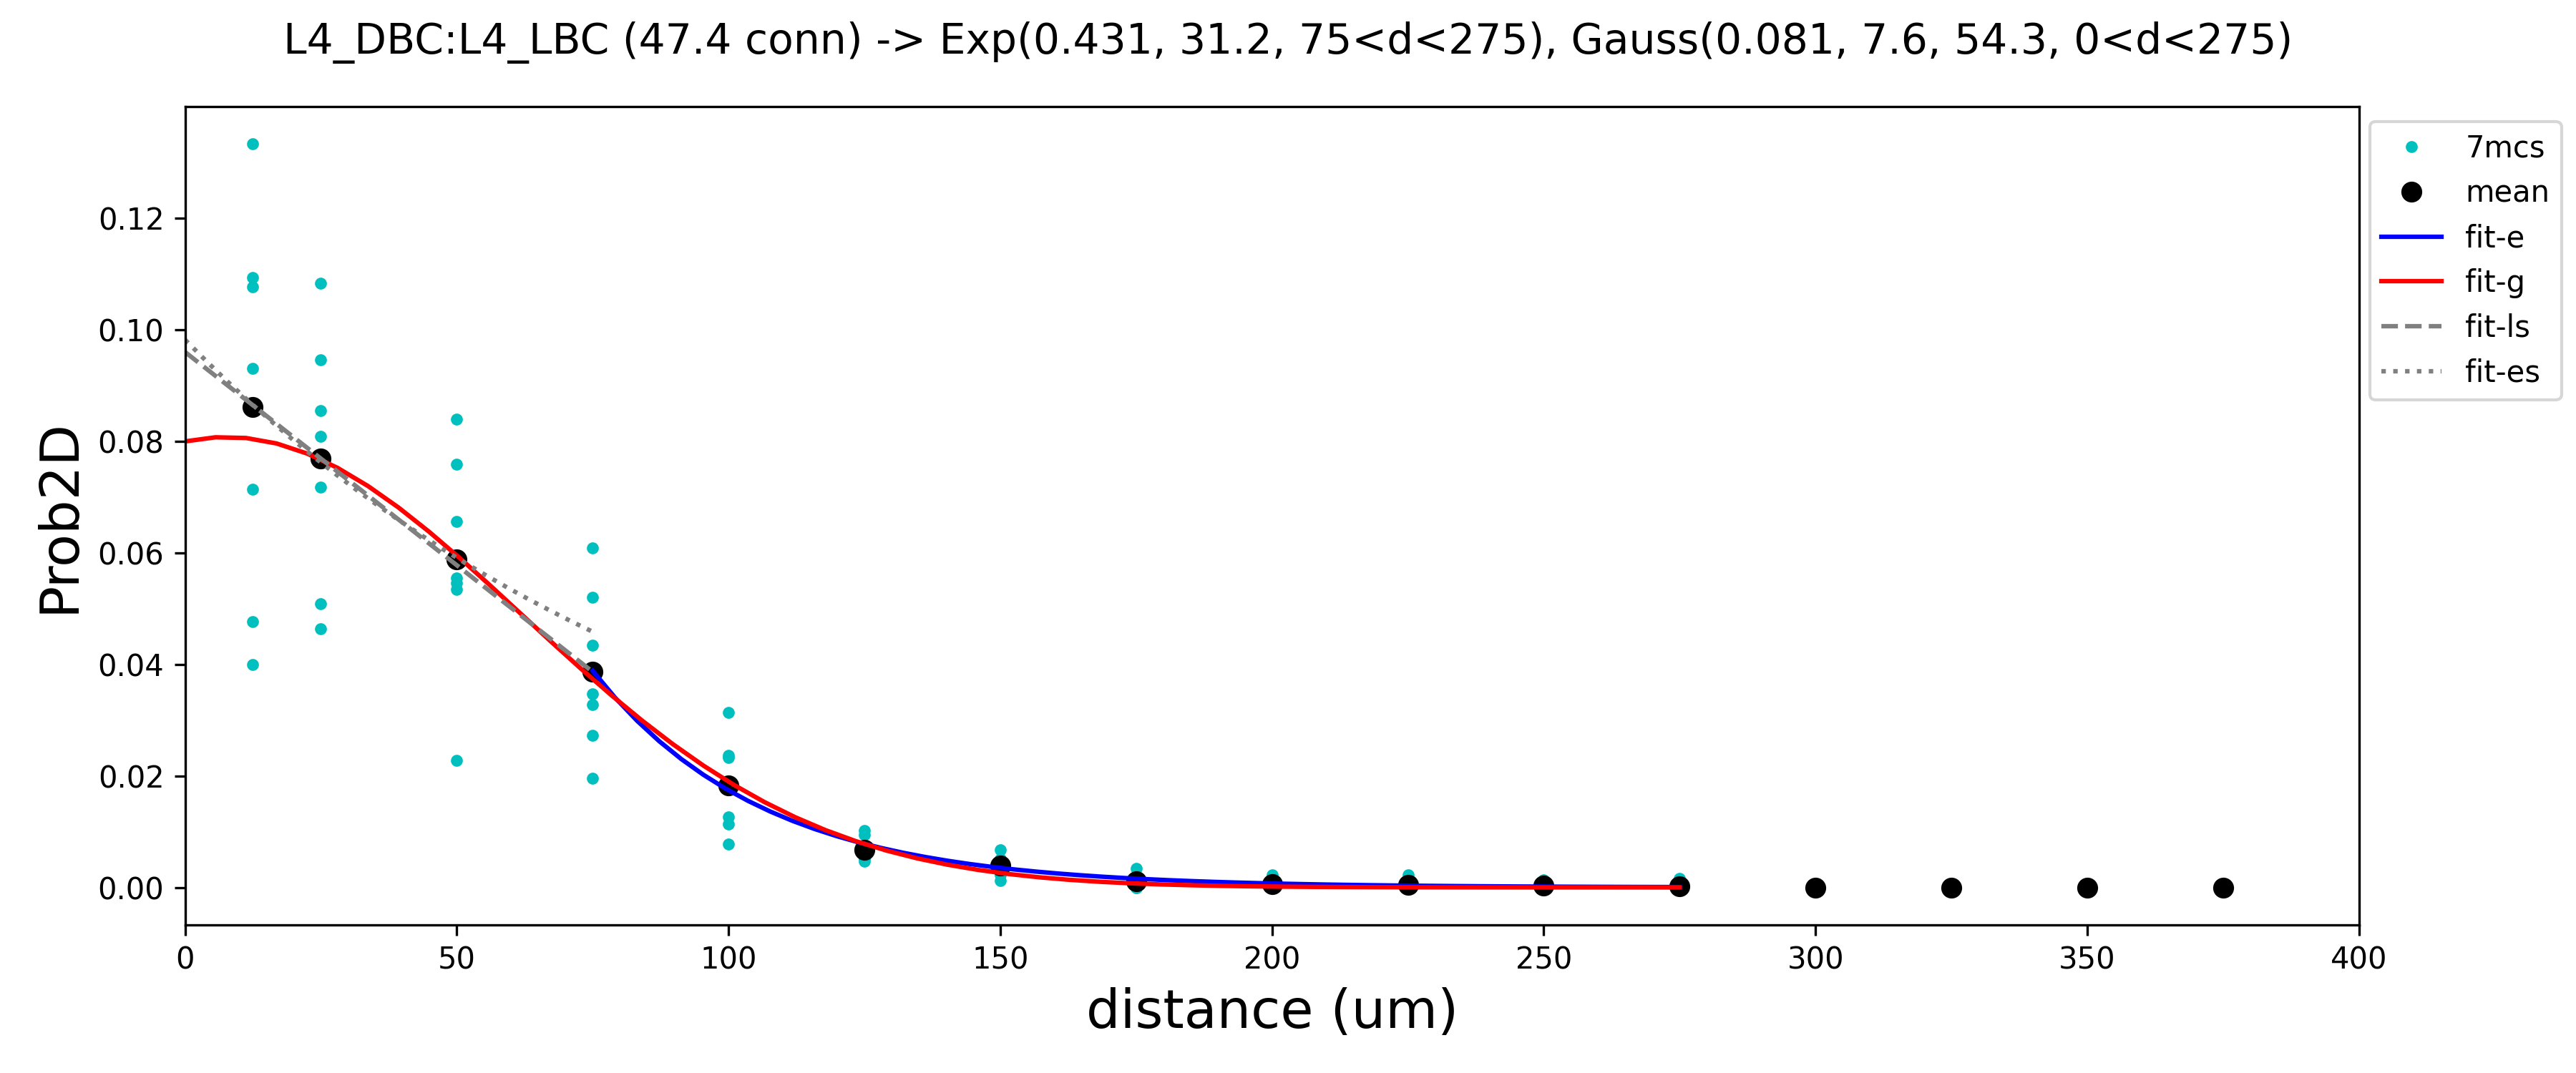 L4_DBC:L4_LBC (47.4 conn) -> Exp(0.431, 31.2, 75<d<275), Gauss(0.081, 7.6, 54.3, 0<d<275)
Prob2D
0.12
0.10
0.08
0.06
0.04
0.02
0.00
0 50 100 150 200 250 300 350 400
distance (um)
7mcs
mean
fit-e
fit-g
fit-ls
fit-es